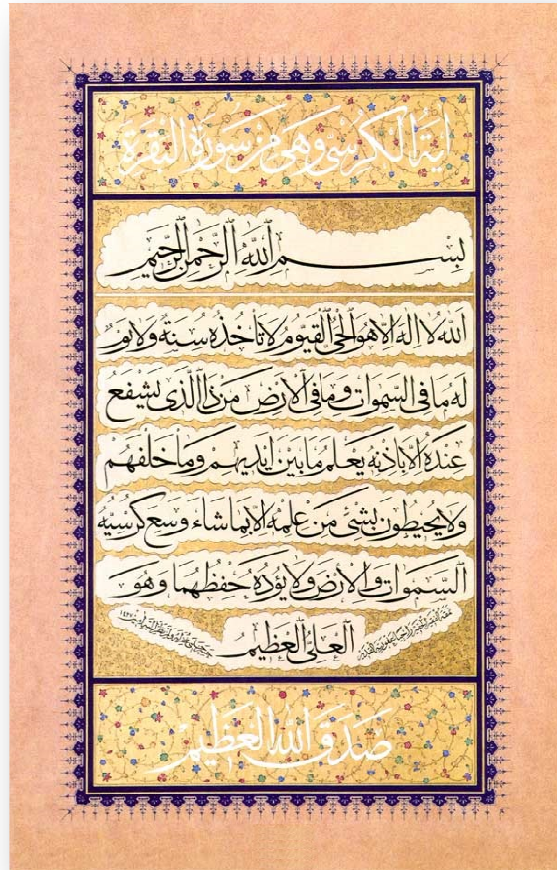 اية الكرسي وهي من سورة البقرة
بسم الله الرحمن الرحيم
الله لا اله الا هو الحي القيوم لا تأخذه سنة ولا نوم
له ما في السموات وما في الارض من ذا الذي يشفع
عنده الا باذنه يعلم ما بين ايديهم وما خلفهم
ولا يحيطون بشئ من علمه الا بما شاء وسع كرسيه
السموات والارض ولا يؤده حفظهما وهو
العلي العظيم
صدق الله العظيم